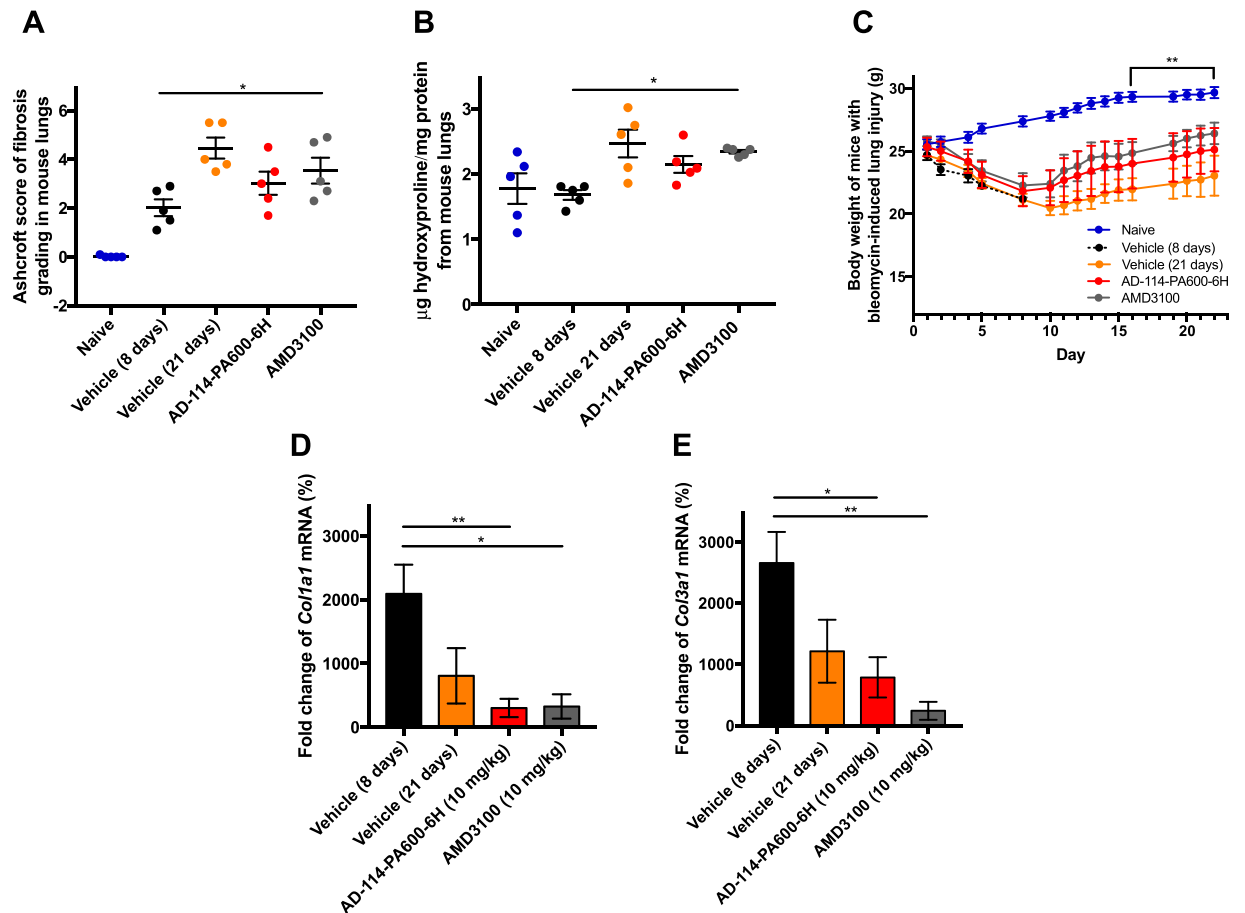 A
Ashcroft score of fibrosis
grading in mouse lungs
6
4
2
0
-2
*
Naive
Vehicle (8 days)
Vehicle (21 days)
AD-114-PA600-6H
AMD3100
B
µg hydroxyproline/mg protein
from mouse lungs
3
2
1
0
*
Naive
Vehicle 8 days
Vehicle 21 days
AD-114-PA600-6H
AMD3100
C
Body weight of mice with
bleomycin-induced lung injury (g)
30
25
20
15
**
Naive
Vehicle (8 days)
Vehicle (21 days)
AD-114-PA600-6H
AMD3100
0
5
10
15
20
Day
D
Fold change of Col1a1 mRNA (%)
3000
2000
1000
0
**
*
Vehicle (8 days)
Vehicle (21 days)
AD-114-PA600-6H (10 mg/kg)
AMD3100 (10 mg/kg)
E
Fold change of Col3a1 mRNA (%)
3000
2000
1000
0
*
**
Vehicle (8 days)
Vehicle (21 days)
AD-114-PA600-6H (10 mg/kg)
AMD3100 (10 mg/kg)